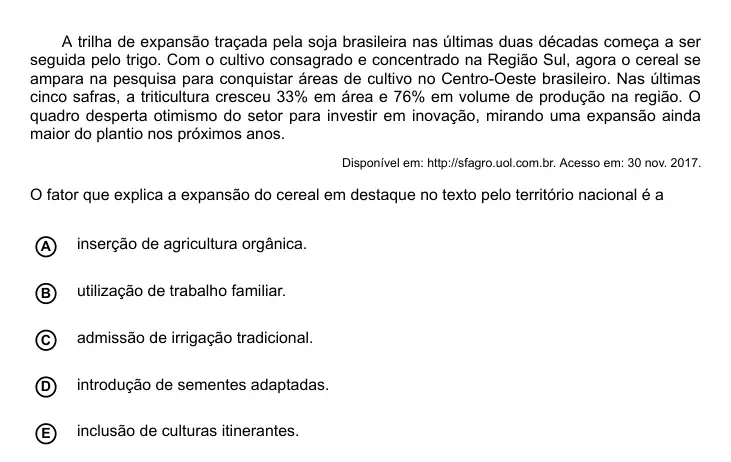 A trilha de expansão traçada pela soja brasileira nas últimas duas décadas começa a ser
seguida pelo trigo. Com o cultivo consagrado e concentrado na Região Sul, agora o cereal se
ampara na pesquisa para conquistar áreas de cultivo no Centro-Oeste brasileiro. Nas últimas
cinco safras, a triticultura cresceu 33% em área e 76% em volume de produção na região. O
quadro desperta otimismo do setor para investir em inovação, mirando uma expansão ainda
maior do plantio nos próximos anos.
Disponível em: http://sfagro.uol.com.br. Acesso em: 30 nov. 2017.
O fator que explica a expansão do cereal em destaque no texto pelo território nacional é a
A inserção de agricultura orgânica.
B utilização de trabalho familiar.
C admissão de irrigação tradicional.
D introdução de sementes adaptadas.
E inclusão de culturas itinerantes.